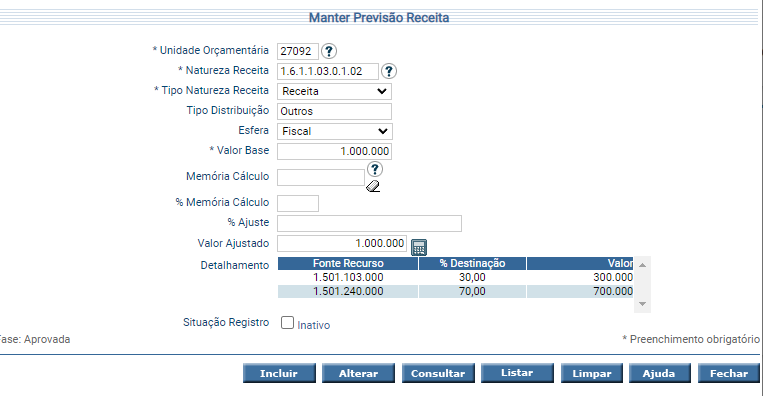 Manter Previsão Receita
* Unidade Orçamentária 27092 ?
* Natureza Receita 1.6.1.1.03.0.1.02 ?
* Tipo Natureza Receita Receita
Tipo Distribuição Outros
Esfera Fiscal
* Valor Base 1.000.000
Memória Cálculo ?
% Memória Cálculo
% Ajuste
Valor Ajustado 1.000.000
Detalhamento Fonte Recurso % Destinação Valor
1.501.103.000 30,00 300.000
1.501.240.000 70,00 700.000
Situação Registro Inativo
ase: Aprovada * Preenchimento obrigatório
Incluir Alterar Consultar Listar Limpar Ajuda Fechar